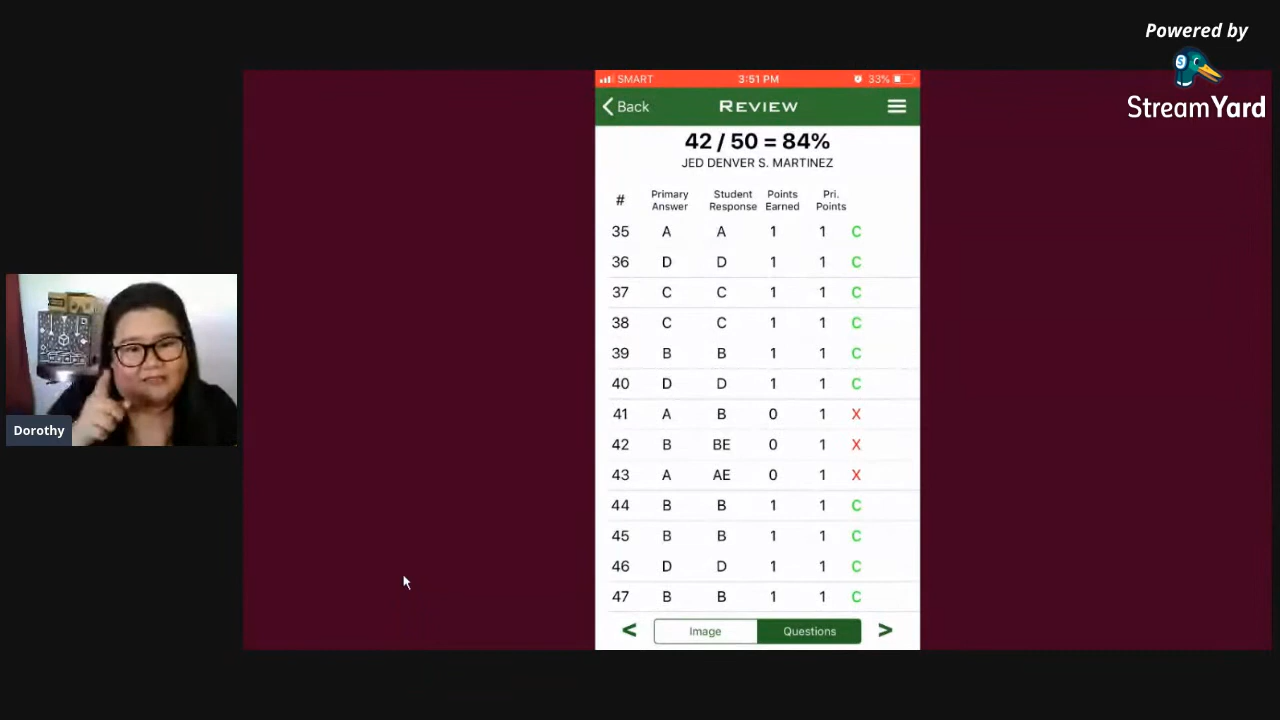 Powered by
StreamYard
SMART 3:51 PM 33%
Back REVIEW
42 / 50 = 84%
JED DENVER S. MARTINEZ
# Primary Answer Student Response Points Earned Pri. Points
35 A A 1 1 C
36 D D 1 1 C
37 C C 1 1 C
38 C C 1 1 C
39 B B 1 1 C
40 D D 1 1 C
41 A B 0 1 X
42 B BE 0 1 X
43 A AE 0 1 X
44 B B 1 1 C
45 B B 1 1 C
46 D D 1 1 C
47 B B 1 1 C
< Image Questions >
Dorothy